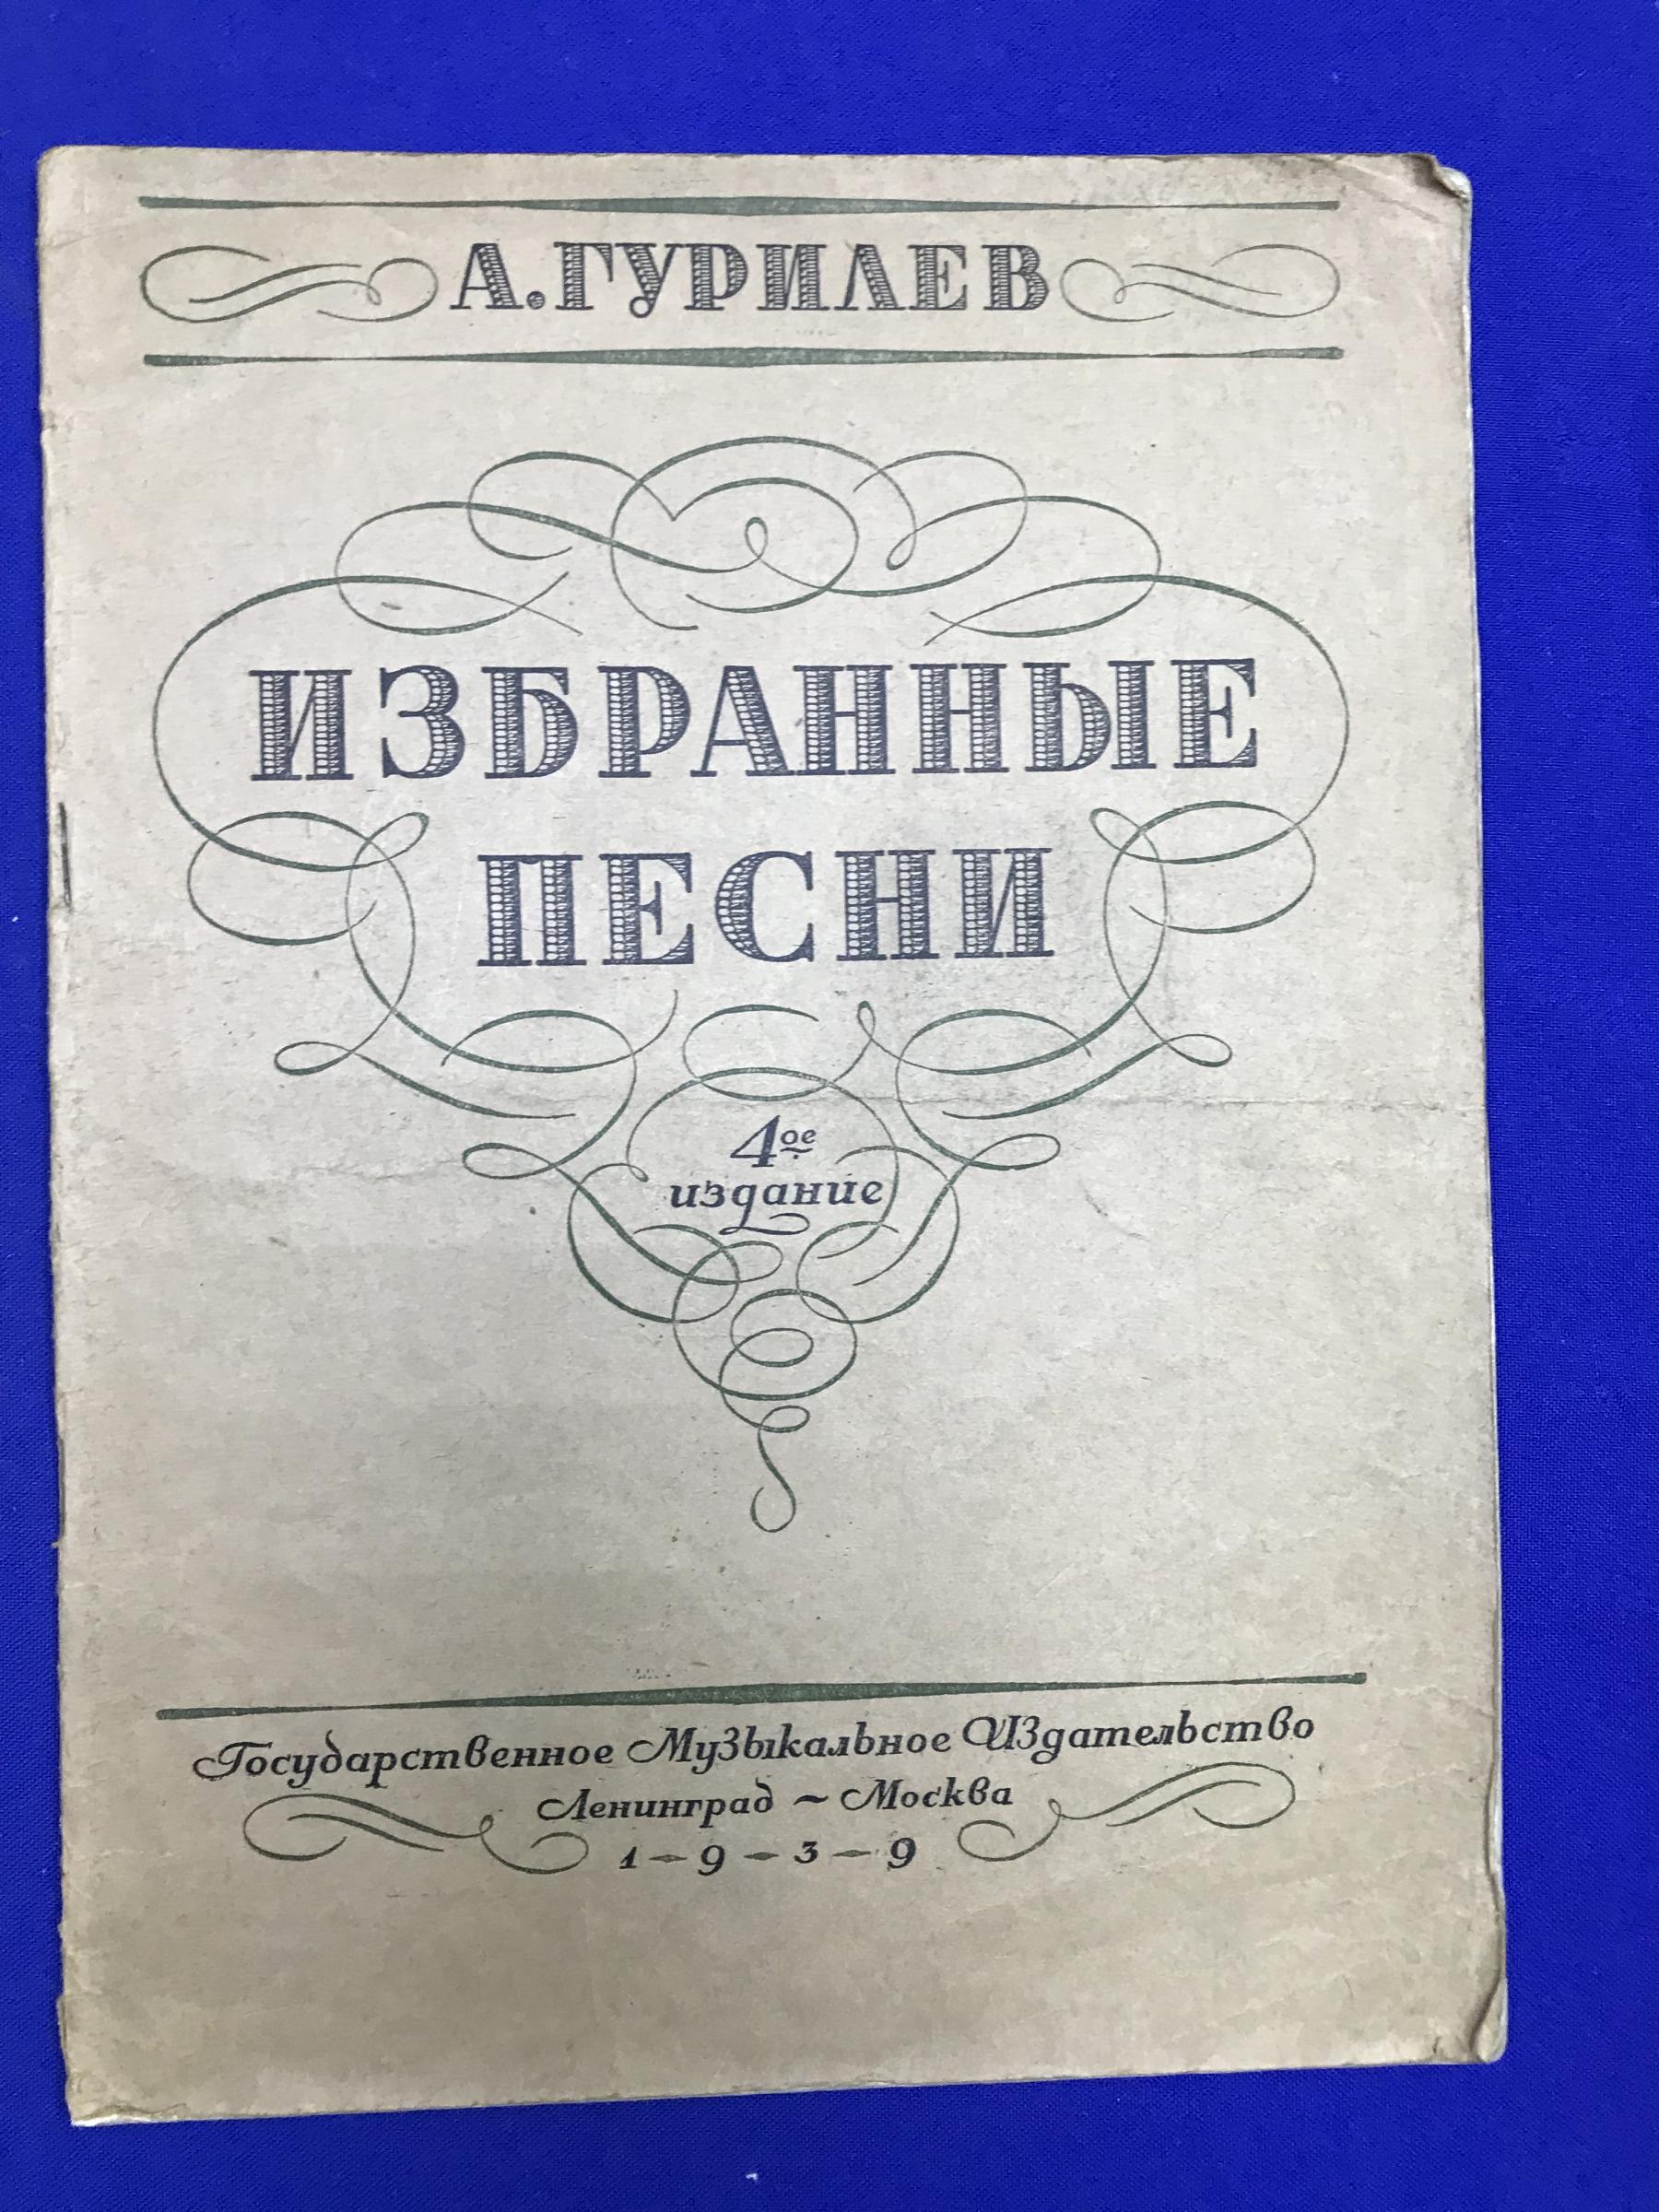 А. ГУРИЛЕВ
ИЗБРАННЫЕ
ПЕСНИ
4ое
издание
Государственное Музыкальное Издательство
Ленинград ~ Москва
1-9-3-9